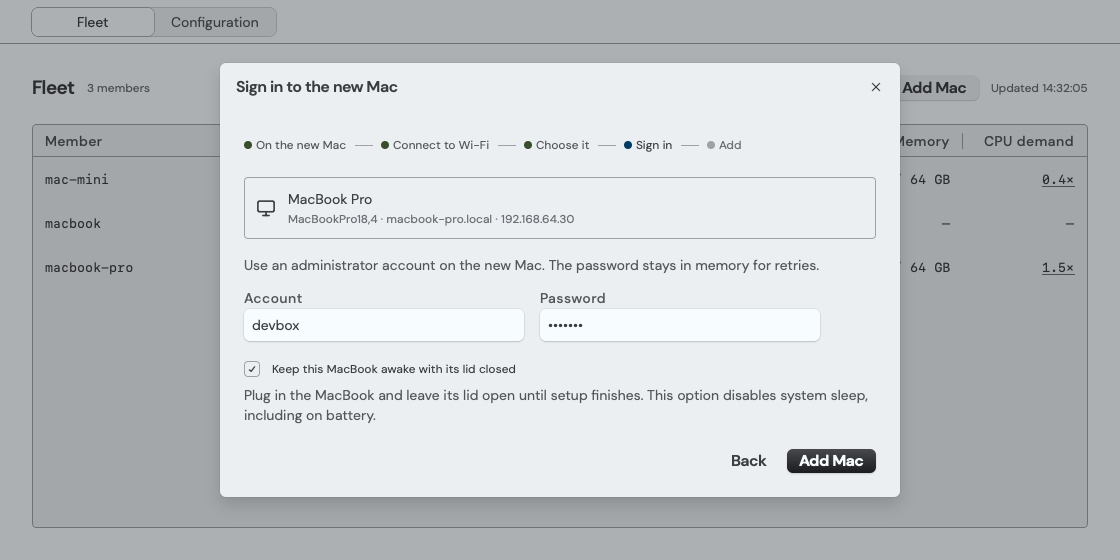 Fleet
Configuration
Fleet
3 members
Add Mac
Updated 14:32:05
Member
Memory
CPU demand
mac-mini
64 GB
0.4×
macbook
—
—
macbook-pro
64 GB
1.5×
Sign in to the new Mac
On the new Mac
Connect to Wi-Fi
Choose it
Sign in
Add
MacBook Pro
MacBookPro18,4 · macbook-pro.local · 192.168.64.30
Use an administrator account on the new Mac. The password stays in memory for retries.
Account
Password
devbox
•••••••
Keep this MacBook awake with its lid closed
Plug in the MacBook and leave its lid open until setup finishes. This option disables system sleep,
including on battery.
Back
Add Mac